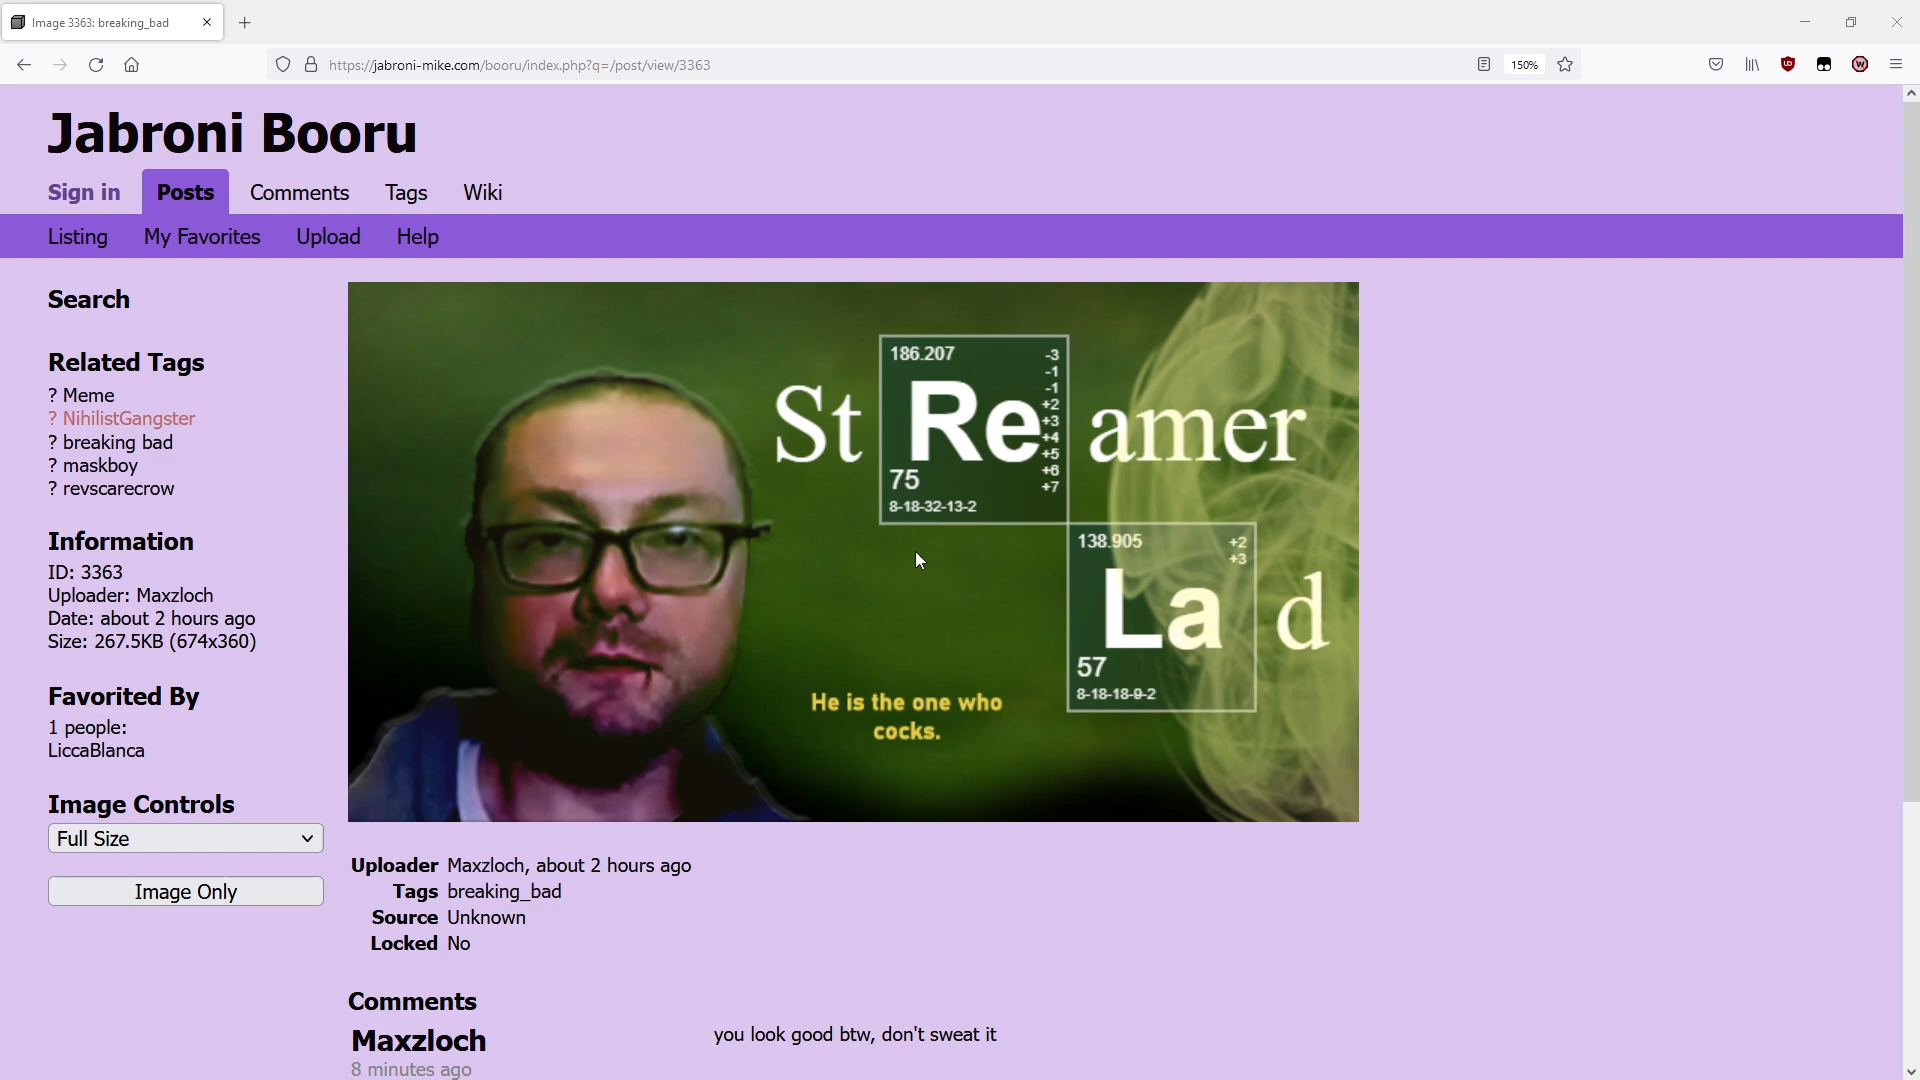 Image 3363: breaking_bad
https://jabroni-mike.com/booru/index.php?q=/post/view/3363
150%
Jabroni Booru
Sign in Posts Comments Tags Wiki
Listing My Favorites Upload Help
Search
Related Tags
? Meme
? NihilistGangster
? breaking bad
? maskboy
? revscarecrow
Information
ID: 3363
Uploader: Maxzloch
Date: about 2 hours ago
Size: 267.5KB (674x360)
Favorited By
1 people:
LiccaBlanca
Image Controls
Full Size
Image Only
186.207
-3
-1
-1
+2
+3
+4
+5
+6
+7
St Re amer
75
8-18-32-13-2
138.905
+2
+3
La d
57
8-18-18-9-2
He is the one who
cocks.
Uploader Maxzloch, about 2 hours ago
Tags breaking_bad
Source Unknown
Locked No
Comments
Maxzloch
8 minutes ago
you look good btw, don't sweat it